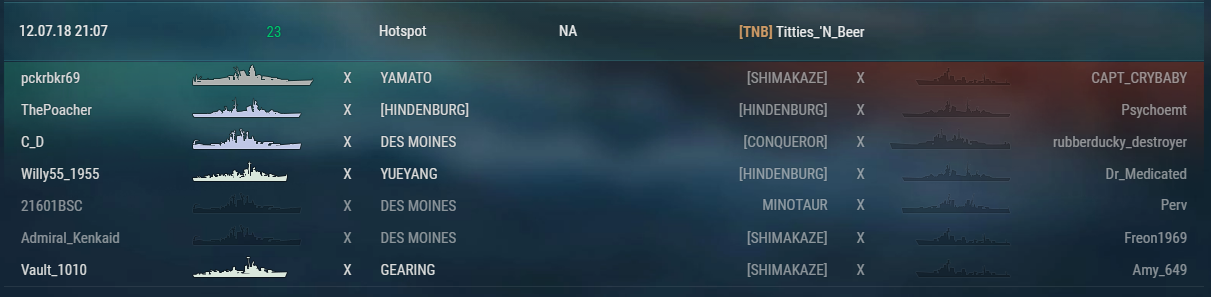 12.07.18 21:07 23 Hotspot NA [TNB] Titties_'N_Beer
pckrbkr69 X YAMATO [SHIMAKAZE] X CAPT_CRYBABY
ThePoacher X [HINDENBURG] [HINDENBURG] X Psychoemt
C_D X DES MOINES [CONQUEROR] X rubberducky_destroyer
Willy55_1955 X YUEYANG [HINDENBURG] X Dr_Medicated
21601BSC X DES MOINES MINOTAUR X Perv
Admiral_Kenkaid X DES MOINES [SHIMAKAZE] X Freon1969
Vault_1010 X GEARING [SHIMAKAZE] X Amy_649